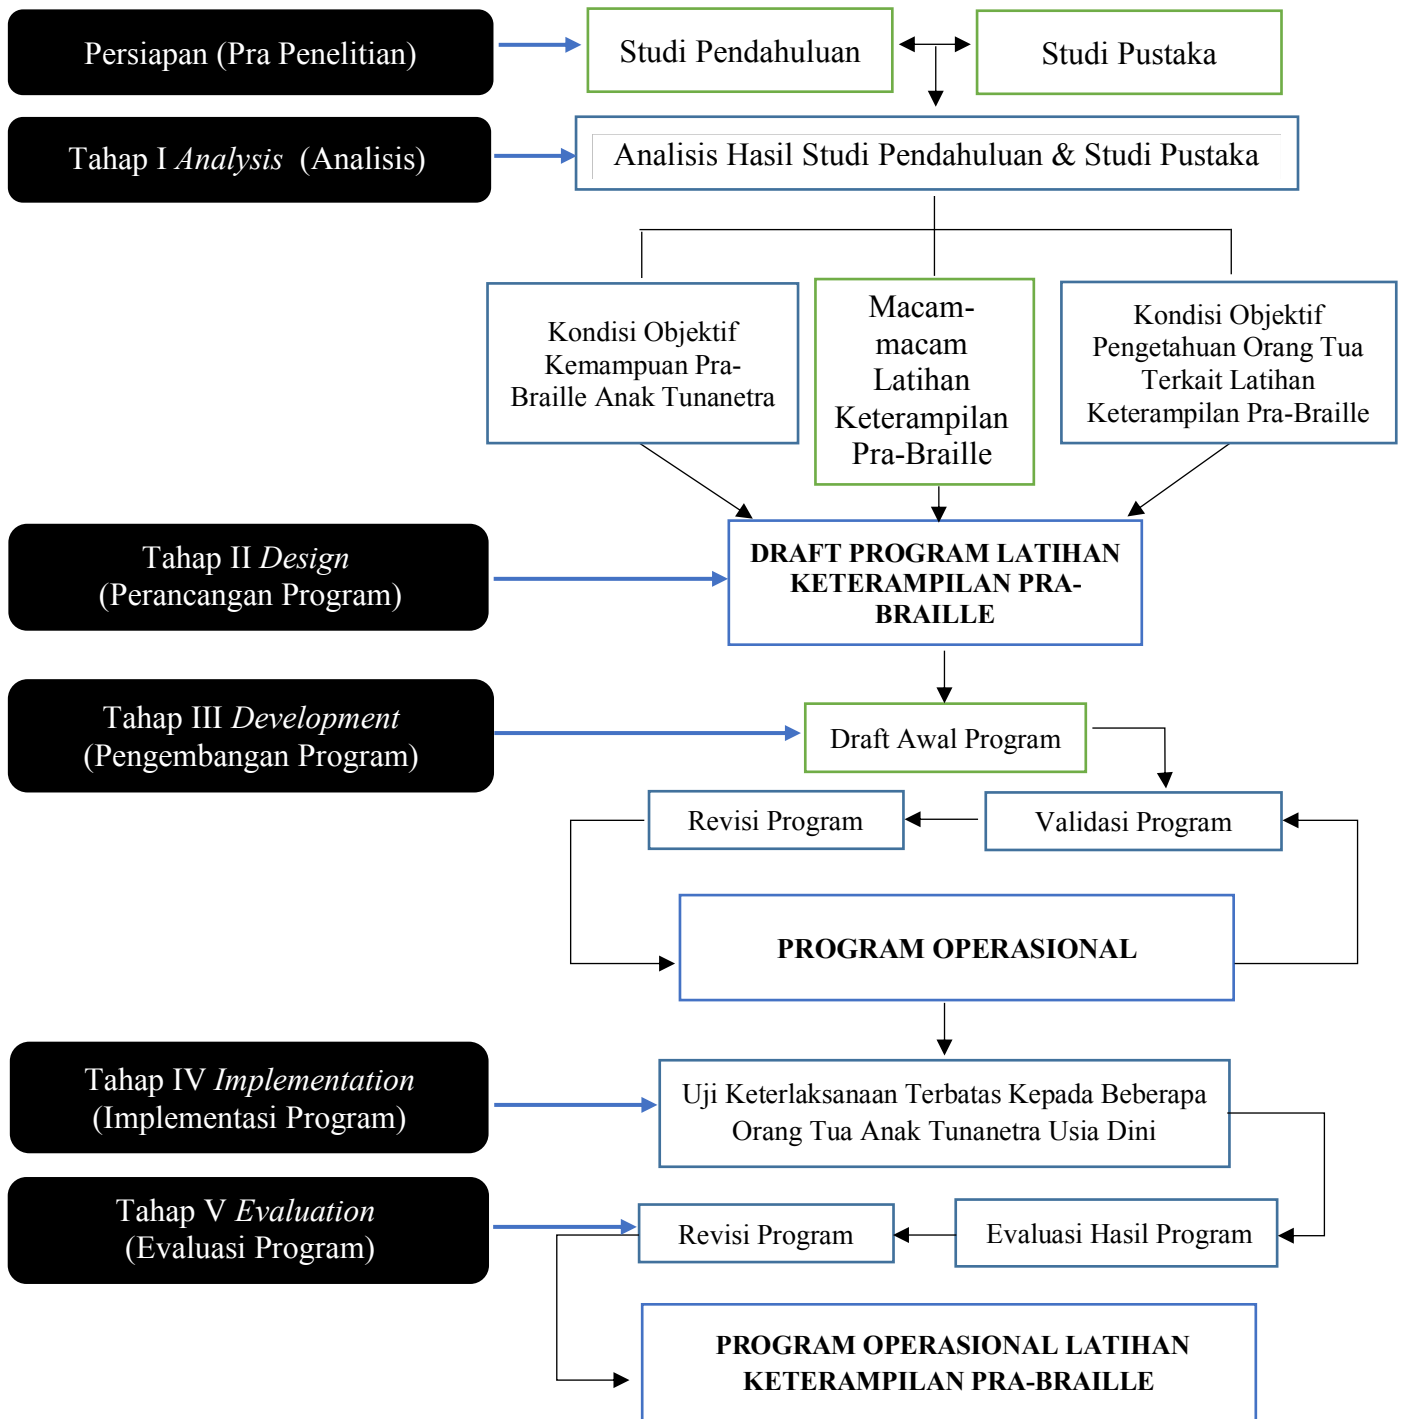 Persiapan (Pra Penelitian)
Studi Pendahuluan
Studi Pustaka
Tahap I Analysis (Analisis)
Analisis Hasil Studi Pendahuluan & Studi Pustaka
Kondisi Objektif
Kemampuan Pra-
Braille Anak Tunanetra
Macam-
macam
Latihan
Keterampilan
Pra-Braille
Kondisi Objektif
Pengetahuan Orang Tua
Terkait Latihan
Keterampilan Pra-Braille
Tahap II Design
(Perancangan Program)
DRAFT PROGRAM LATIHAN
KETERAMPILAN PRA-
BRAILLE
Tahap III Development
(Pengembangan Program)
Draft Awal Program
Revisi Program
Validasi Program
PROGRAM OPERASIONAL
Tahap IV Implementation
(Implementasi Program)
Uji Keterlaksanaan Terbatas Kepada Beberapa
Orang Tua Anak Tunanetra Usia Dini
Tahap V Evaluation
(Evaluasi Program)
Revisi Program
Evaluasi Hasil Program
PROGRAM OPERASIONAL LATIHAN
KETERAMPILAN PRA-BRAILLE